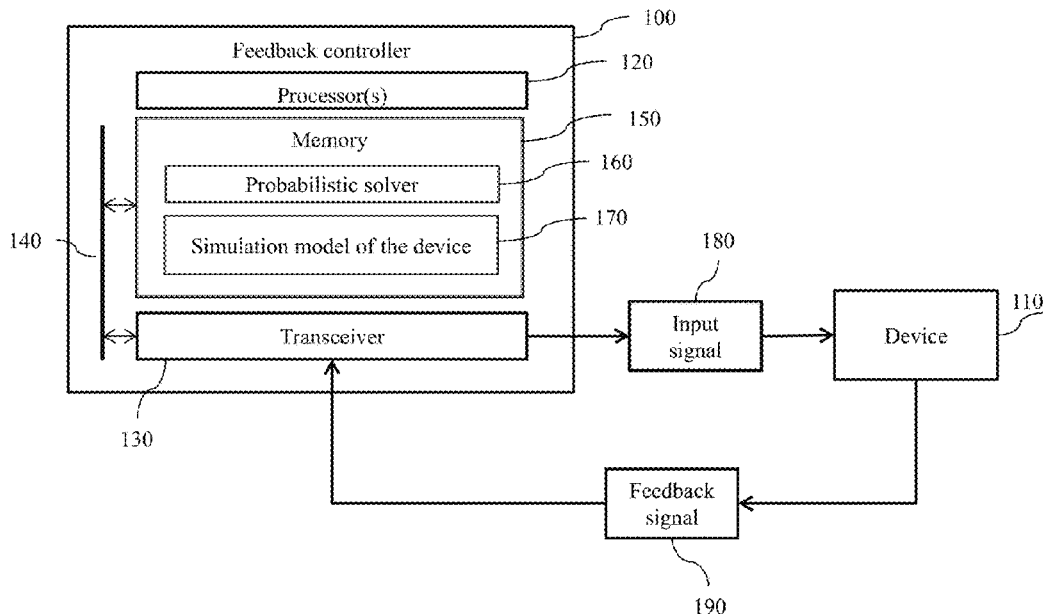 100
Feedback controller
120
Processor(s)
150
Memory
160
Probabilistic solver
170
Simulation model of the device
140
180
110
Input
signal
Device
Transceiver
130
Feedback
signal
190